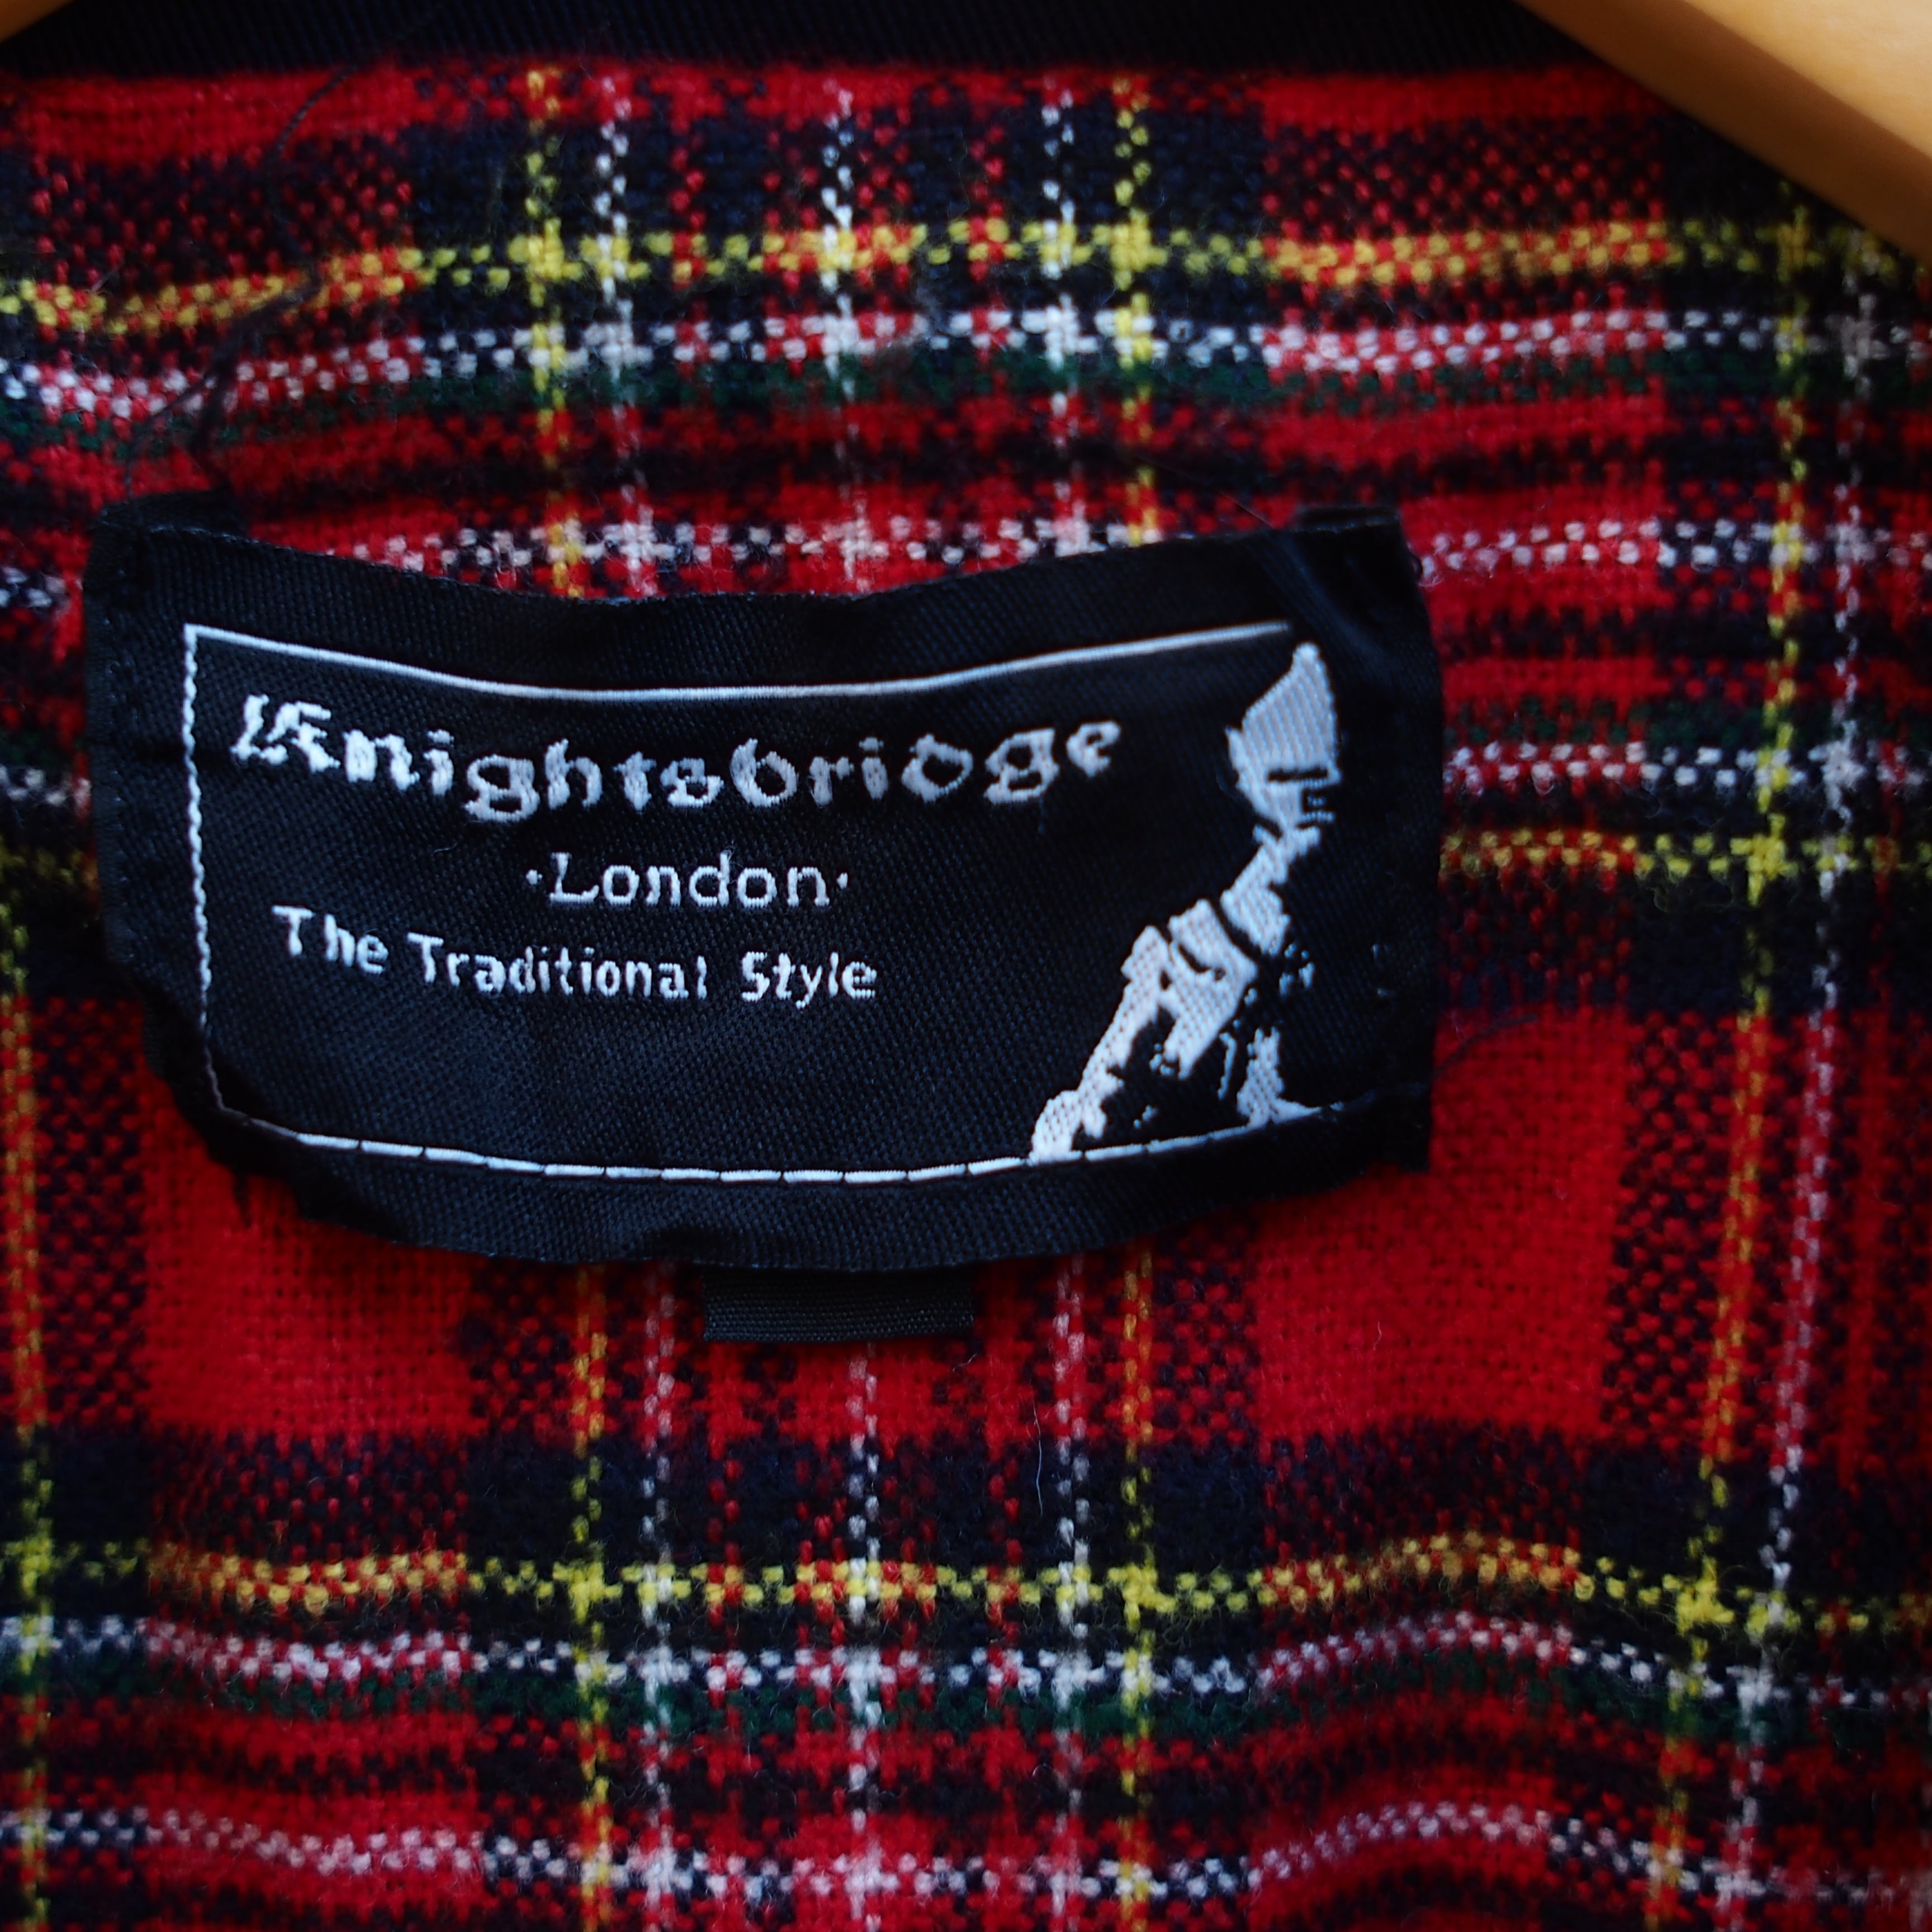 Knightsbridge
·London·
The Traditional Style